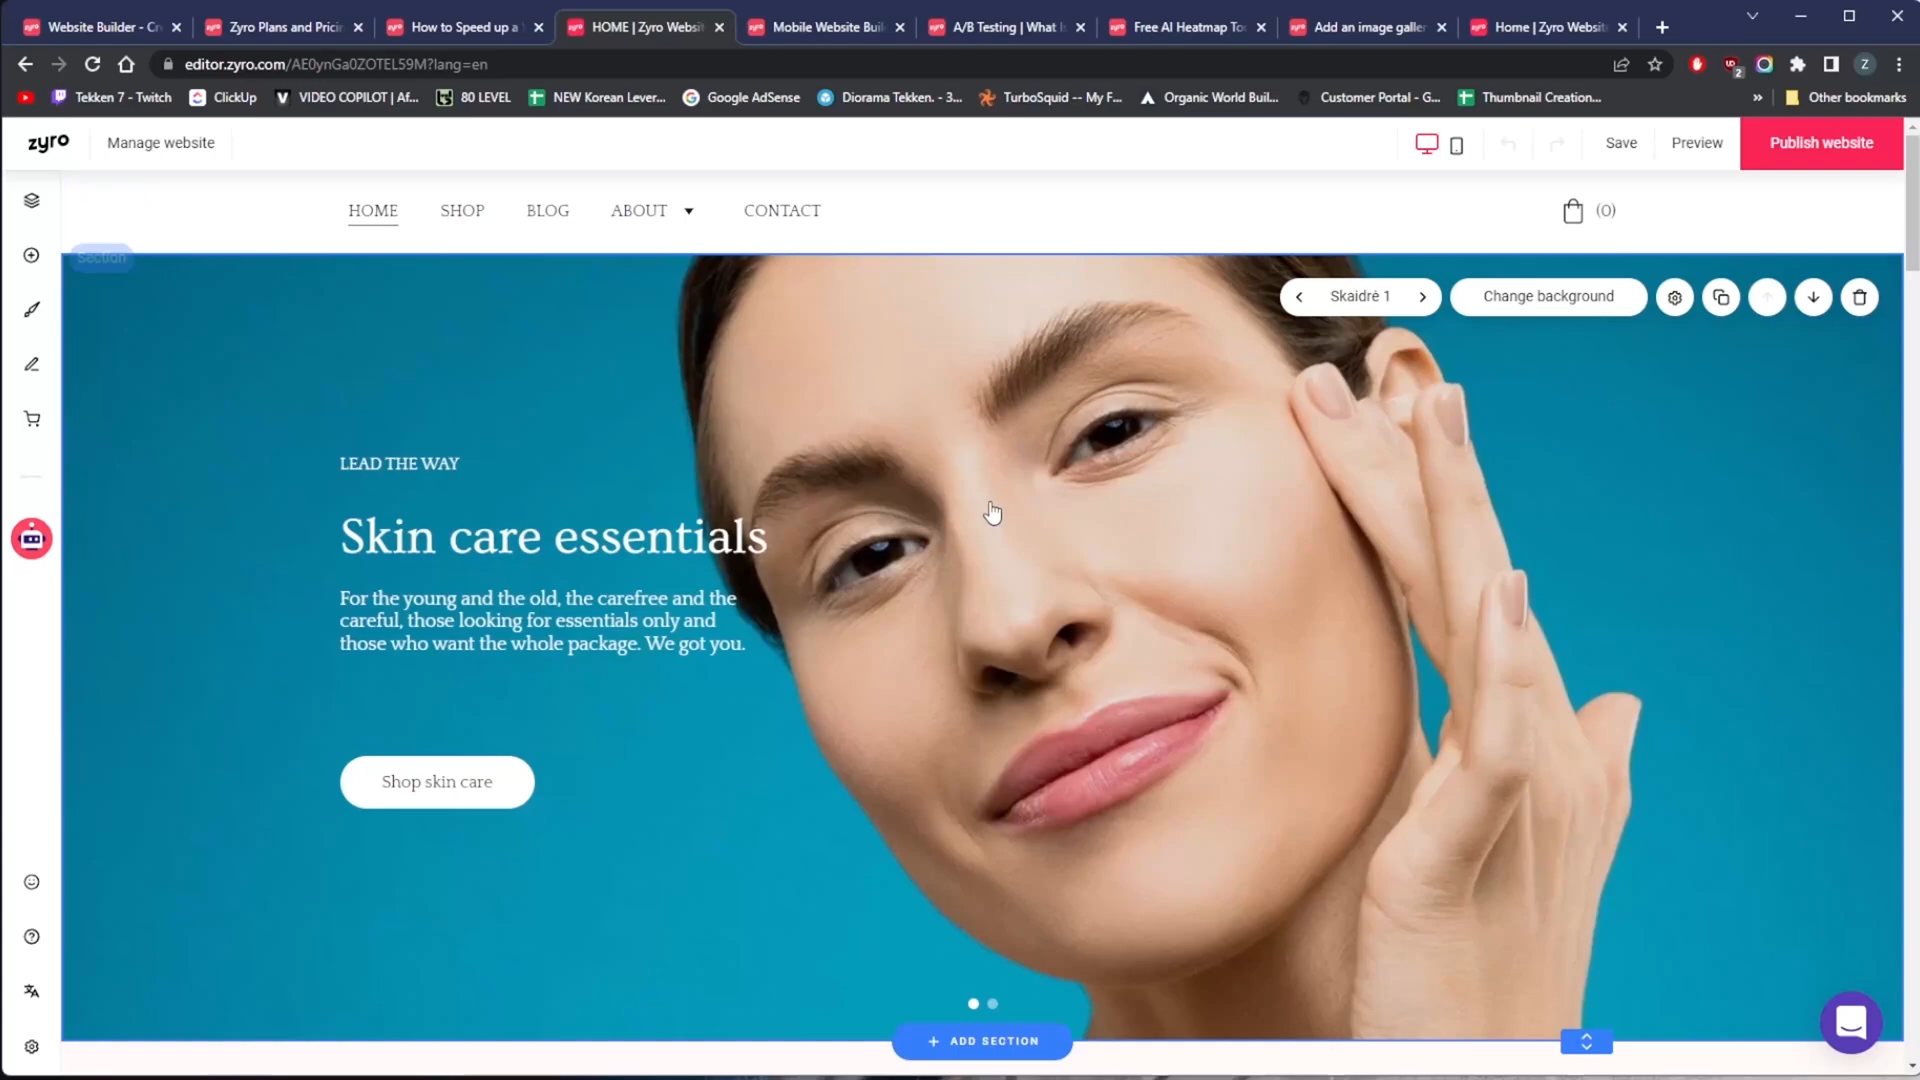 Website Builder - Cr
Zyro Plans and Pricin
How to Speed up a
HOME | Zyro Websit
Mobile Website Buil
A/B Testing | What
Free AI Heatmap To
Add an image galler
Home | Zyro Websit
editor.zyro.com/AE0ynGa0ZOTEL59M?lang=en
Tekken 7 - Twitch
ClickUp
VIDEO COPILOT | Af...
80 LEVEL
NEW Korean Lever...
Google AdSense
Diorama Tekken. - 3...
TurboSquid -- My F...
Organic World Buil...
Customer Portal - G...
Thumbnail Creation...
Other bookmarks
zyro
Manage website
Save
Preview
Publish website
HOME
SHOP
BLOG
ABOUT
CONTACT
(0)
Section
Skaidrė 1
Change background
LEAD THE WAY
Skin care essentials
For the young and the old, the carefree and the
careful, those looking for essentials only and
those who want the whole package. We got you.
Shop skin care
+ ADD SECTION